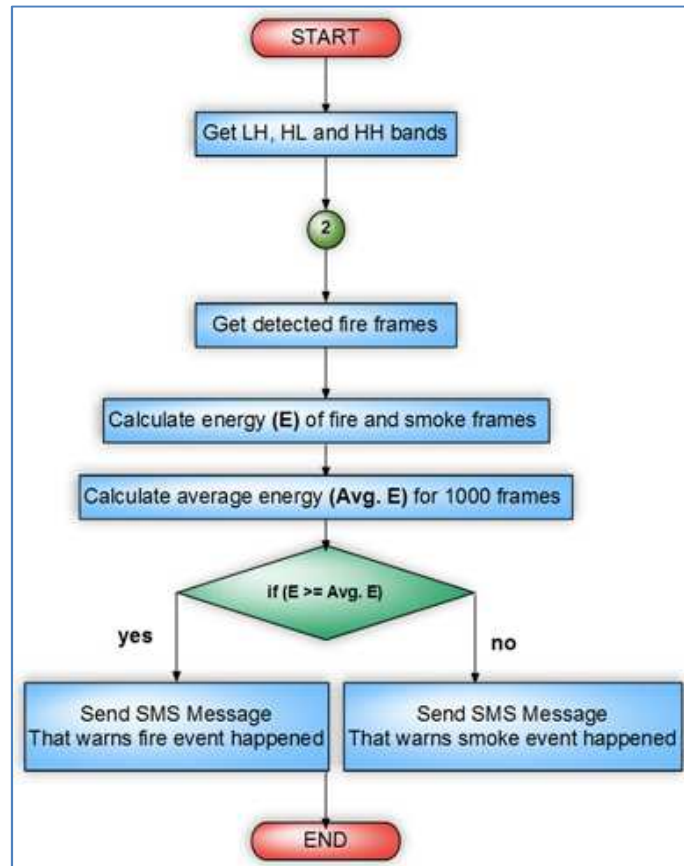 START
Get LH, HL and HH bands
2
Get detected fire frames
Calculate energy (E) of fire and smoke frames
Calculate average energy (Avg. E) for 1000 frames
if (E >= Avg. E)
yes
no
Send SMS Message
That warns fire event happened
Send SMS Message
That warns smoke event happened
END